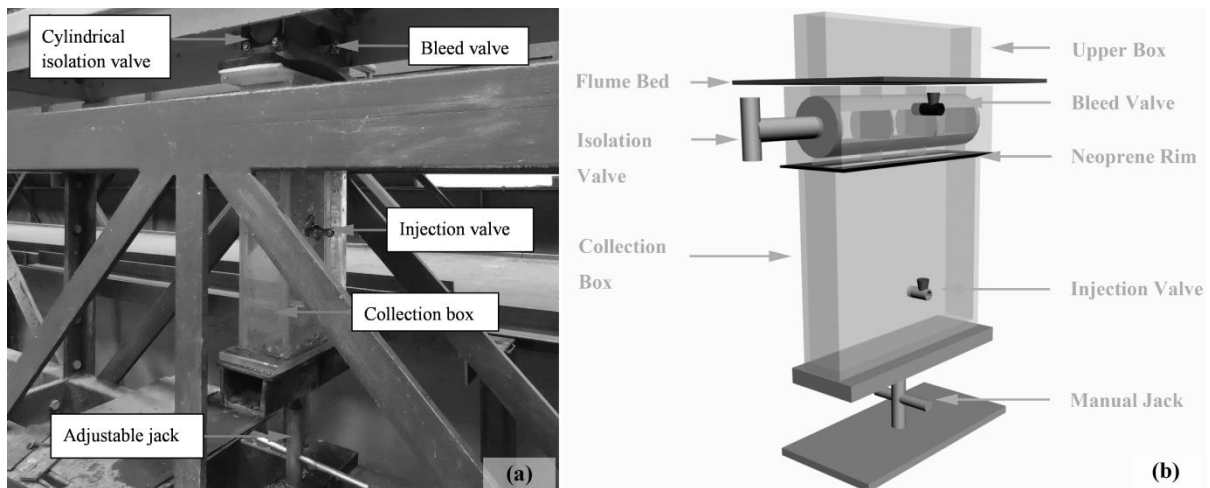 Cylindrical
isolation valve
Bleed valve
Injection valve
Collection box
Adjustable jack
(a)
Upper Box
Flume Bed
Bleed Valve
Isolation
Valve
Neoprene Rim
Collection
Box
Injection Valve
Manual Jack
(b)